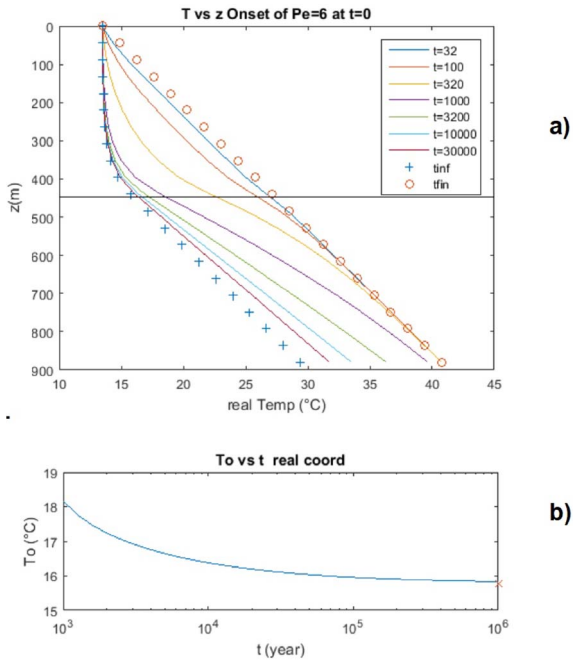 T vs z Onset of Pe=6 at t=0
a)
z(m)
0
100
200
300
400
500
600
700
800
900
t=32
t=100
t=320
t=1000
t=3200
t=10000
t=30000
tinf
tfin
10 15 20 25 30 35 40 45
real Temp (°C)
.
To vs t real coord
b)
To (°C)
19
18
17
16
15
10³ 10⁴ 10⁵ 10⁶
t (year)